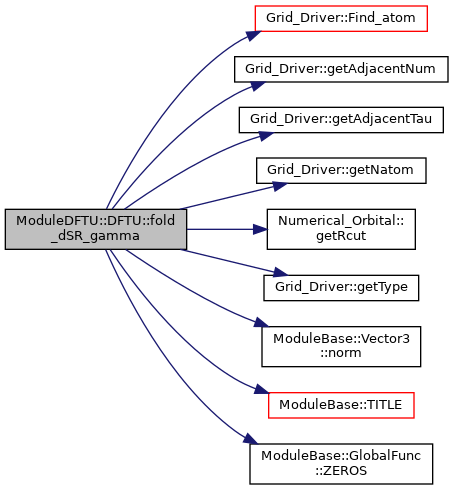 ModuleDFTU::DFTU::fold
_dSR_gamma
Grid_Driver::Find_atom
Grid_Driver::getAdjacentNum
Grid_Driver::getAdjacentTau
Grid_Driver::getNatom
Numerical_Orbital::
getRcut
Grid_Driver::getType
ModuleBase::Vector3
::norm
ModuleBase::TITLE
ModuleBase::GlobalFunc
::ZEROS